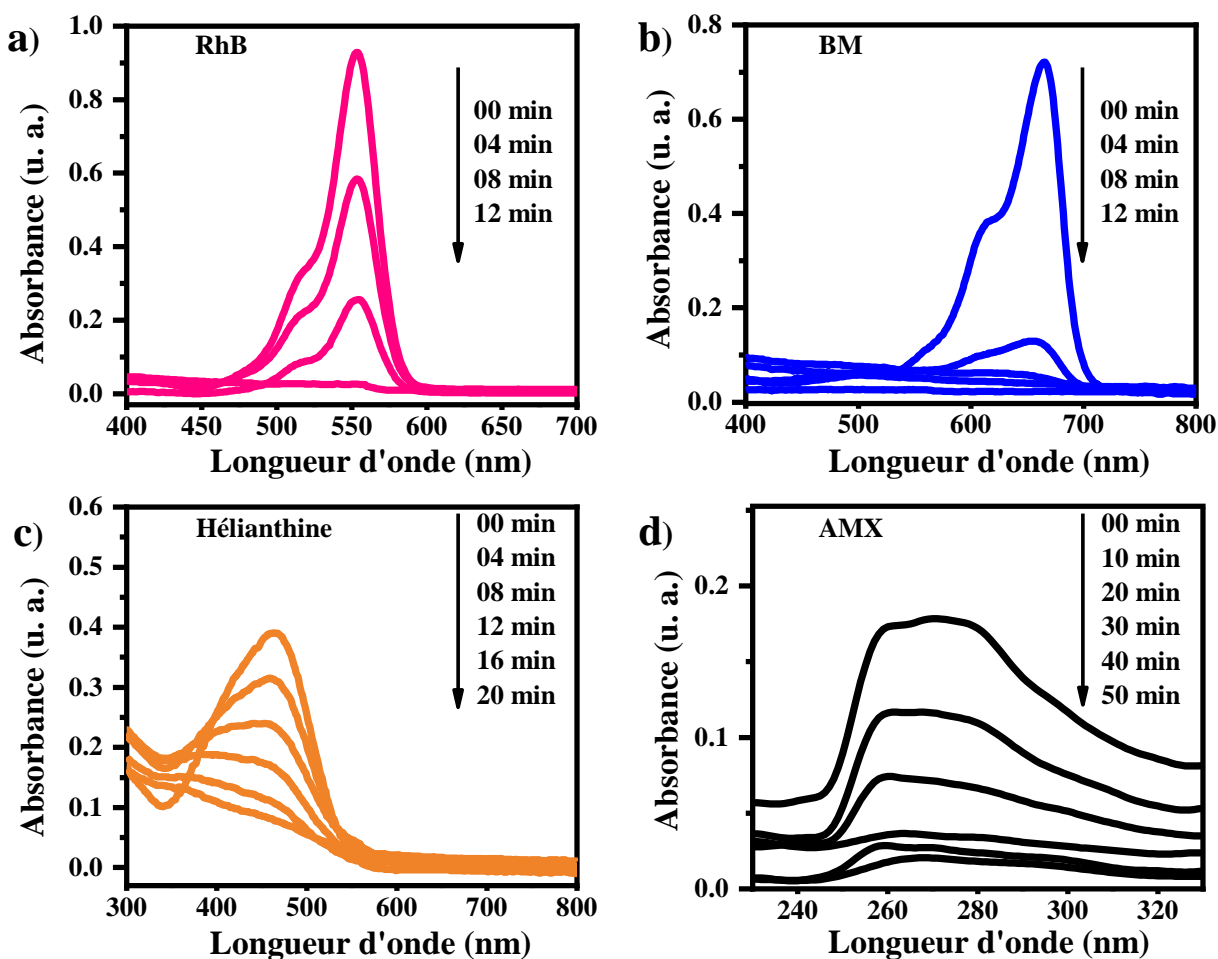 a)
RhB
1.0
0.8
0.6
0.4
0.2
0.0
Absorbance (u. a.)
00 min
04 min
08 min
12 min
400 450 500 550 600 650 700
Longueur d'onde (nm)
b)
BM
0.8
0.6
0.4
0.2
0.0
Absorbance (u. a.)
00 min
04 min
08 min
12 min
400 500 600 700 800
Longueur d'onde (nm)
c)
Hélianthine
0.6
0.5
0.4
0.3
0.2
0.1
0.0
Absorbance (u. a.)
00 min
04 min
08 min
12 min
16 min
20 min
300 400 500 600 700 800
Longueur d'onde (nm)
d)
AMX
0.2
0.1
0.0
Absorbance (u. a.)
00 min
10 min
20 min
30 min
40 min
50 min
240 260 280 300 320
Longueur d'onde (nm)